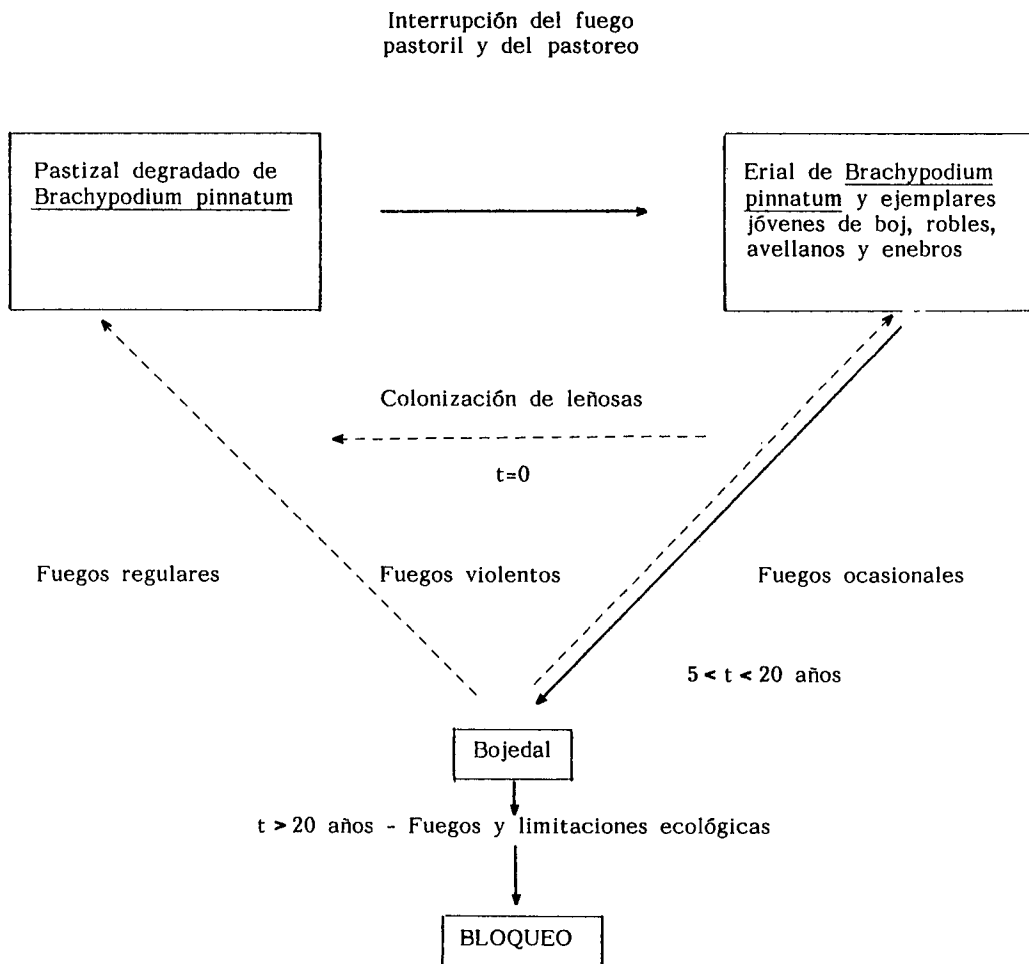 Interrupción del fuego
pastoril y del pastoreo
Pastizal degradado de
Brachypodium pinnatum
Erial de Brachypodium
pinnatum y ejemplares
jóvenes de boj, robles,
avellanos y enebros
Colonización de leñosas
t=0
Fuegos regulares
Fuegos violentos
Fuegos ocasionales
5 < t < 20 años
Bojedal
t > 20 años - Fuegos y limitaciones ecológicas
BLOQUEO